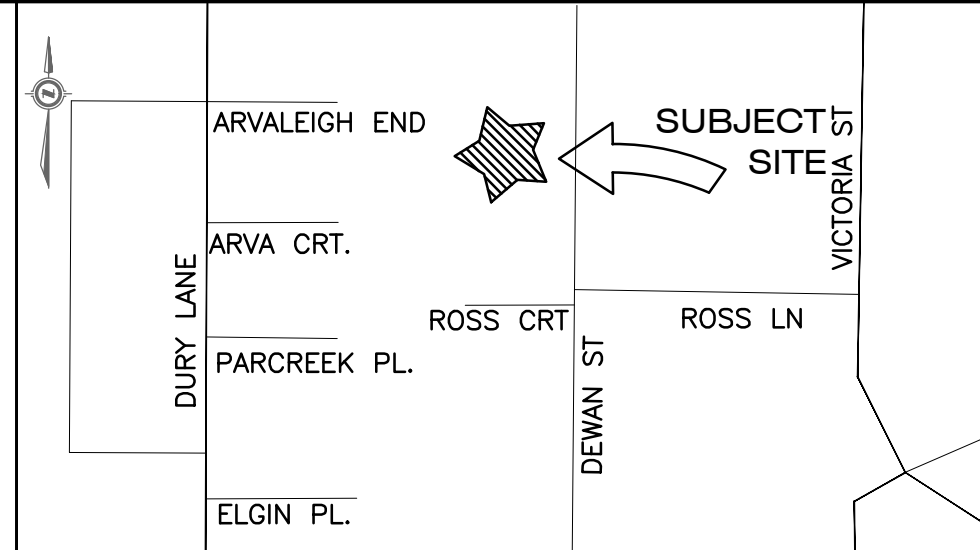 ARVALEIGH END
SUBJECT
SITE
VICTORIA ST
ARVA CRT.
DURY LANE
ROSS CRT
ROSS LN
PARCREEK PL.
DEWAN ST
ELGIN PL.